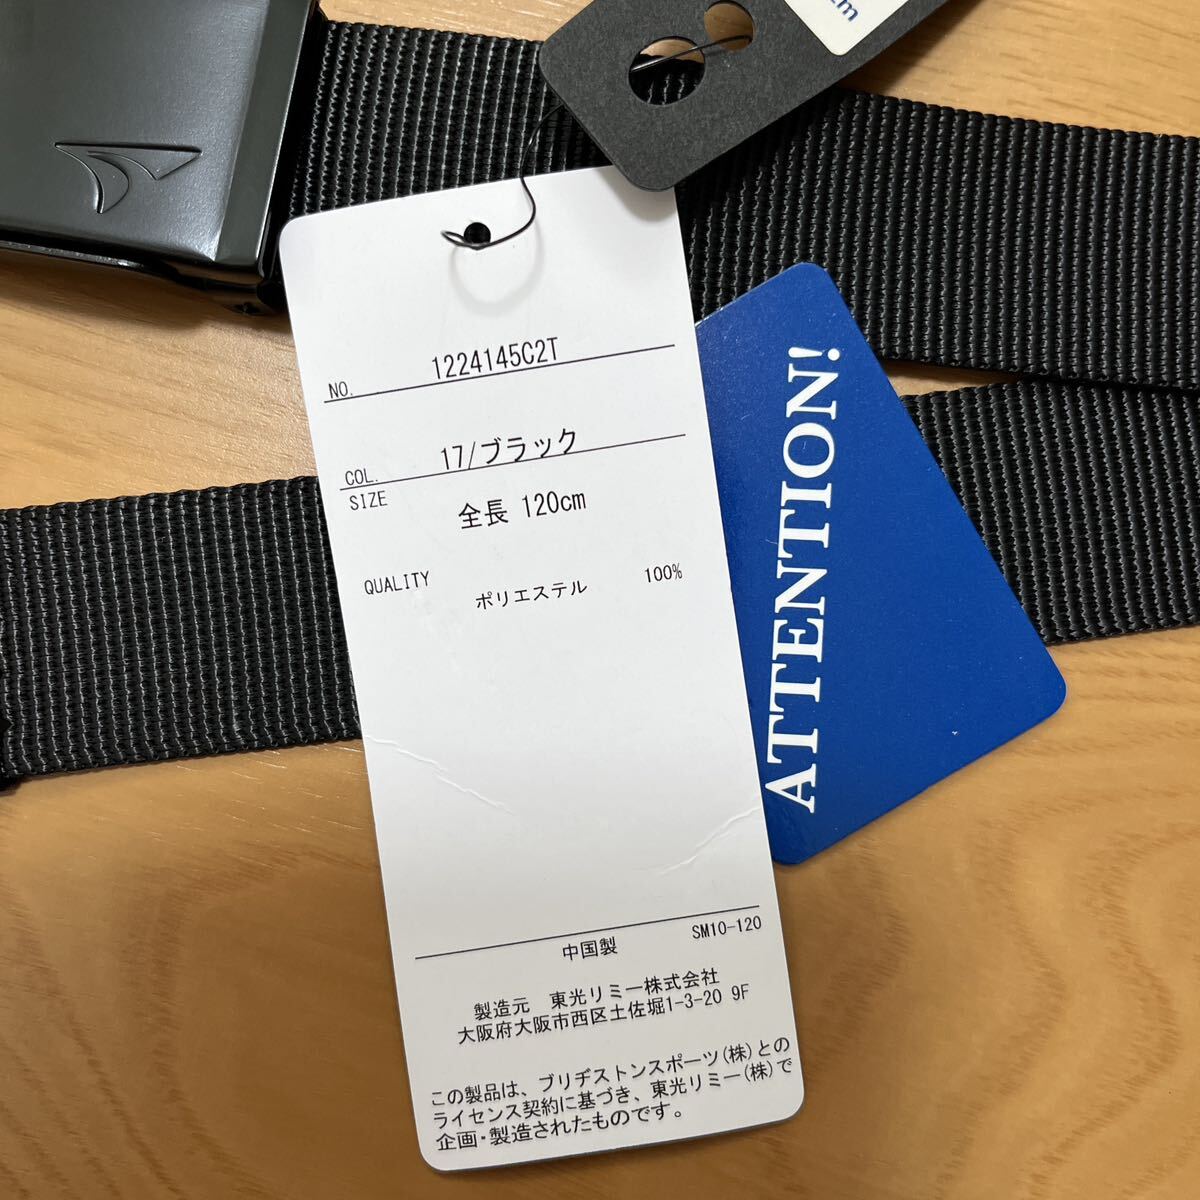 cm
NO. 1224145C2T
COL. 17/ブラック
SIZE 全長 120cm
QUALITY ポリエステル 100%
中国製 SM10-120
製造元 東光リミー株式会社
大阪府大阪市西区土佐堀1-3-20 9F
この製品は、ブリヂストンスポーツ(株)との
ライセンス契約に基づき、東光リミー(株)で
企画・製造されたものです。
ATTENTION!